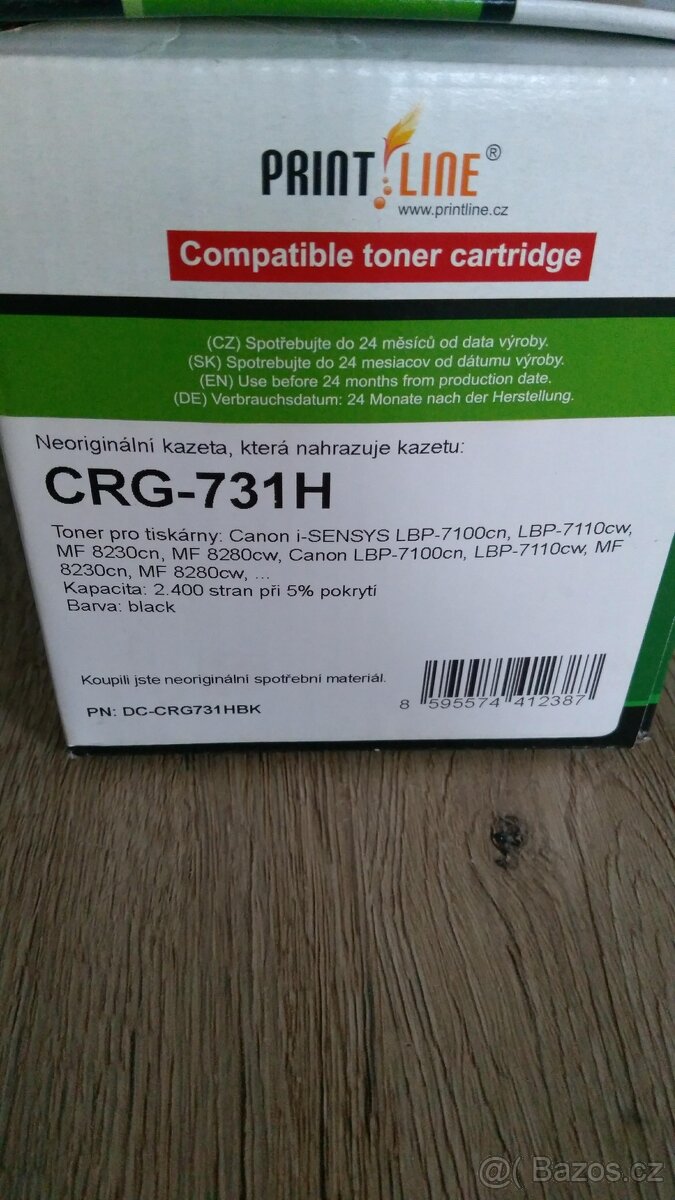 PRINT LINE®
www.printline.cz
Compatible toner cartridge
(CZ) Spotřebujte do 24 měsíců od data výroby.
(SK) Spotrebujte do 24 mesiacov od dátumu výroby.
(EN) Use before 24 months from production date.
(DE) Verbrauchsdatum: 24 Monate nach der Herstellung.
Neoriginální kazeta, která nahrazuje kazetu:
CRG-731H
Toner pro tiskárny: Canon i-SENSYS LBP-7100cn, LBP-7110cw,
MF 8230cn, MF 8280cw, Canon LBP-7100cn, LBP-7110cw, MF
8230cn, MF 8280cw, ...
Kapacita: 2.400 stran při 5% pokrytí
Barva: black
Koupili jste neoriginální spotřební materiál.
PN: DC-CRG731HBK
8 595574 412387
@( Bazos.cz